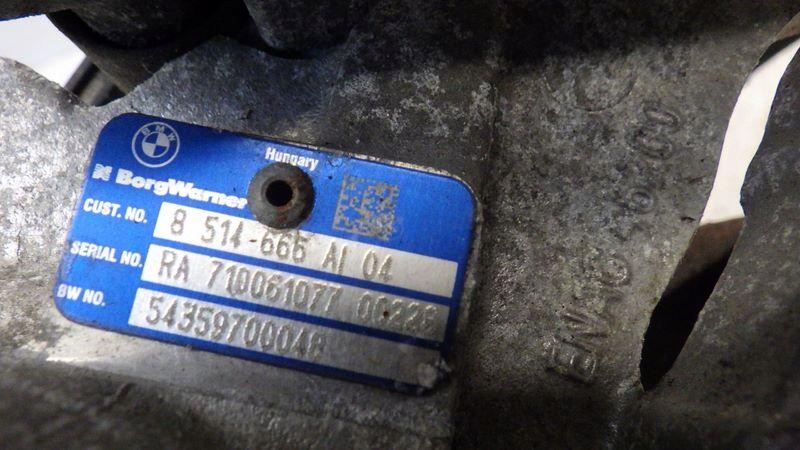 BMW
Hungary
BorgWarner
CUST. NO. 8 514-666 AI 04
SERIAL NO. RA 710061077 00226
BW NO. 54359700048